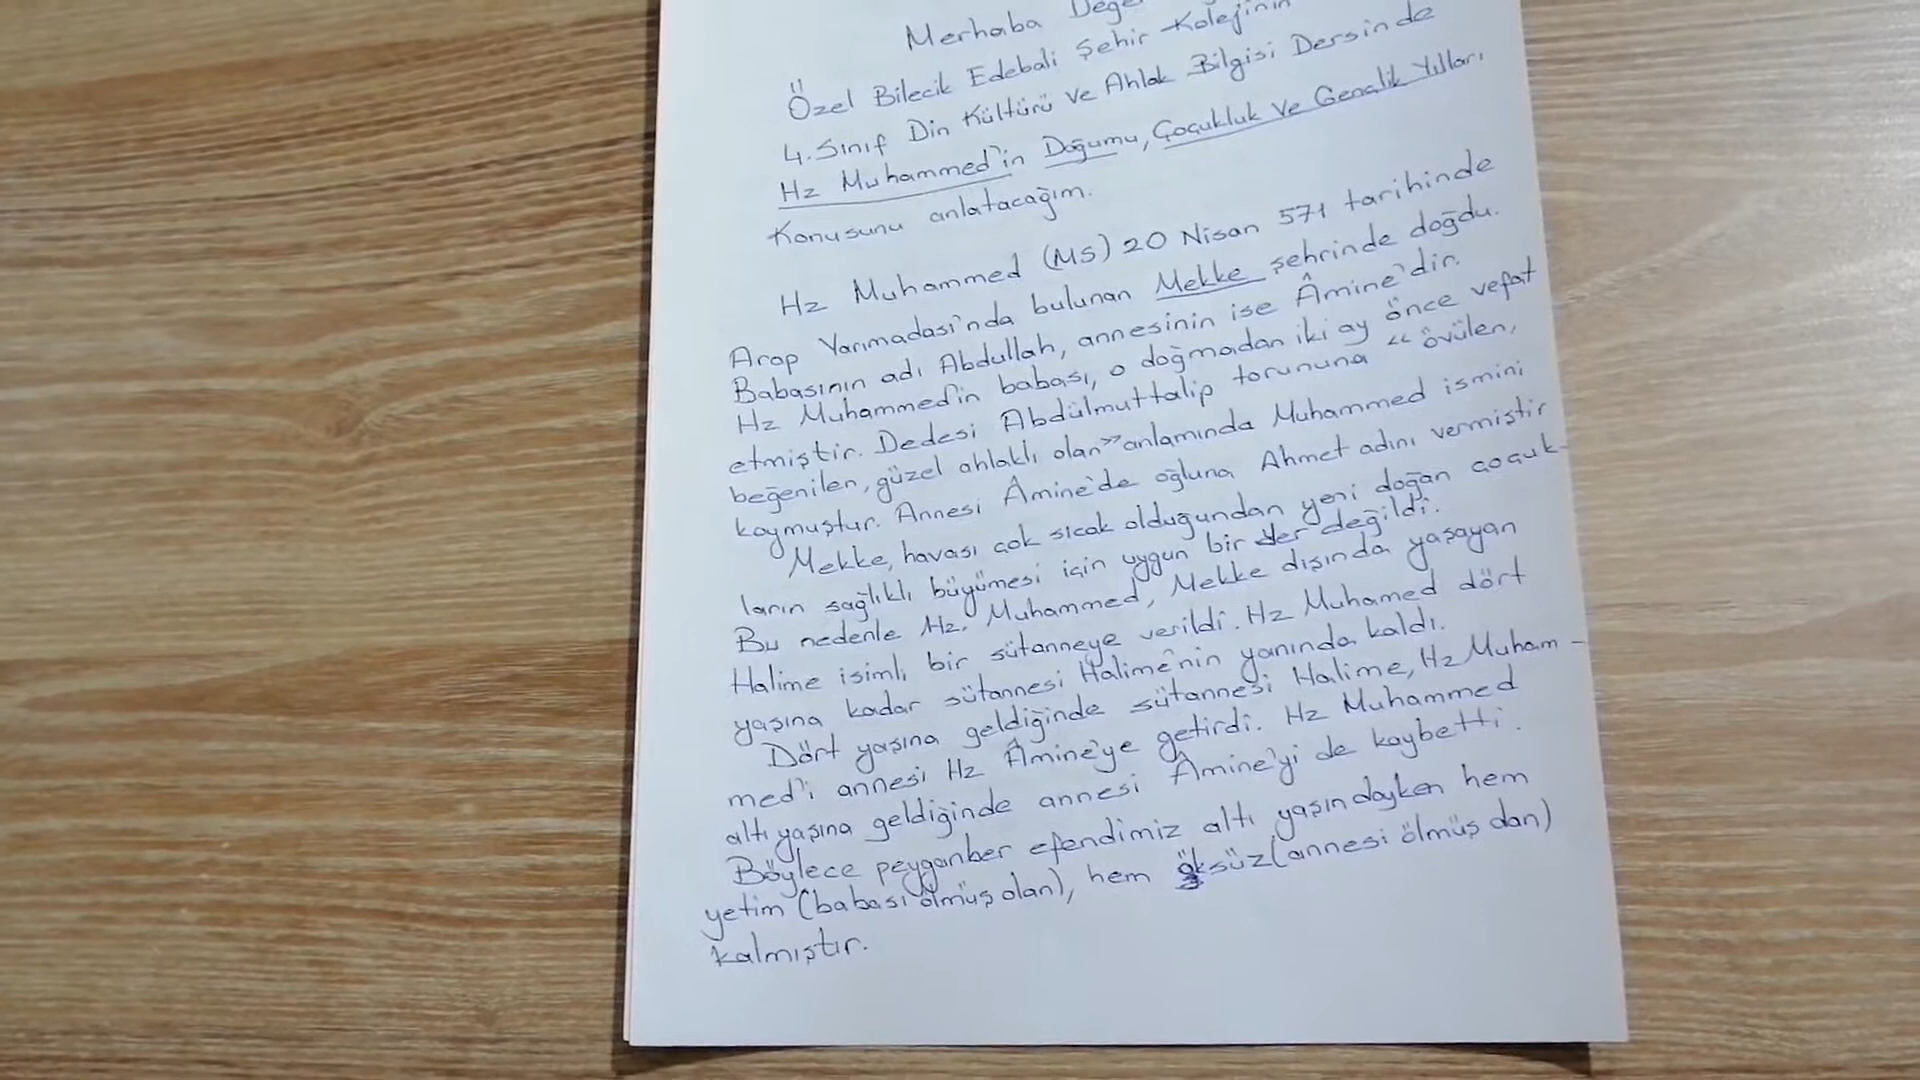 Merhaba Değe
Özel Bilecik Edebali Şehir Kolejinin
4. Sınıf Din Kültürü Ve Ahlak Bilgisi Dersinde
Hz Muhammed'in Doğumu, Çocukluk Ve Gençlik Yılları
Konusunu anlatacağım.
Hz Muhammed (MS) 20 Nisan 571 tarihinde
Arap Yarımadası'nda bulunan Mekke şehrinde doğdu.
Babasının adı Abdullah, annesinin ise Âmine'dir.
Hz Muhammed'in babası, o doğmadan iki ay önce vefat
etmiştir. Dedesi Abdülmuttalip torununa "övülen,
beğenilen, güzel ahlaklı olan" anlamında Muhammed ismini
koymuştur. Annesi Âmine'de oğluna Ahmet adını vermiştir
Mekke, havası çok sıcak olduğundan yeni doğan çocuk-
ların sağlıklı büyümesi için uygun bir yer değildi.
Bu nedenle Hz. Muhammed, Mekke dışında yaşayan
Halime isimli bir sütanneye verildi. Hz Muhamed dört
yaşına kadar sütannesi Halime'nin yanında kaldı.
Dört yaşına geldiğinde sütannesi Halime, Hz Muham-
med'i annesi Hz Âmine'ye getirdi. Hz Muhammed
altı yaşına geldiğinde annesi Âmine'yi de kaybetti.
Böylece peyganber efendimiz altı yaşındayken hem
yetim (babası ölmüş olan), hem öksüz (annesi ölmüş dan)
kalmıştır.